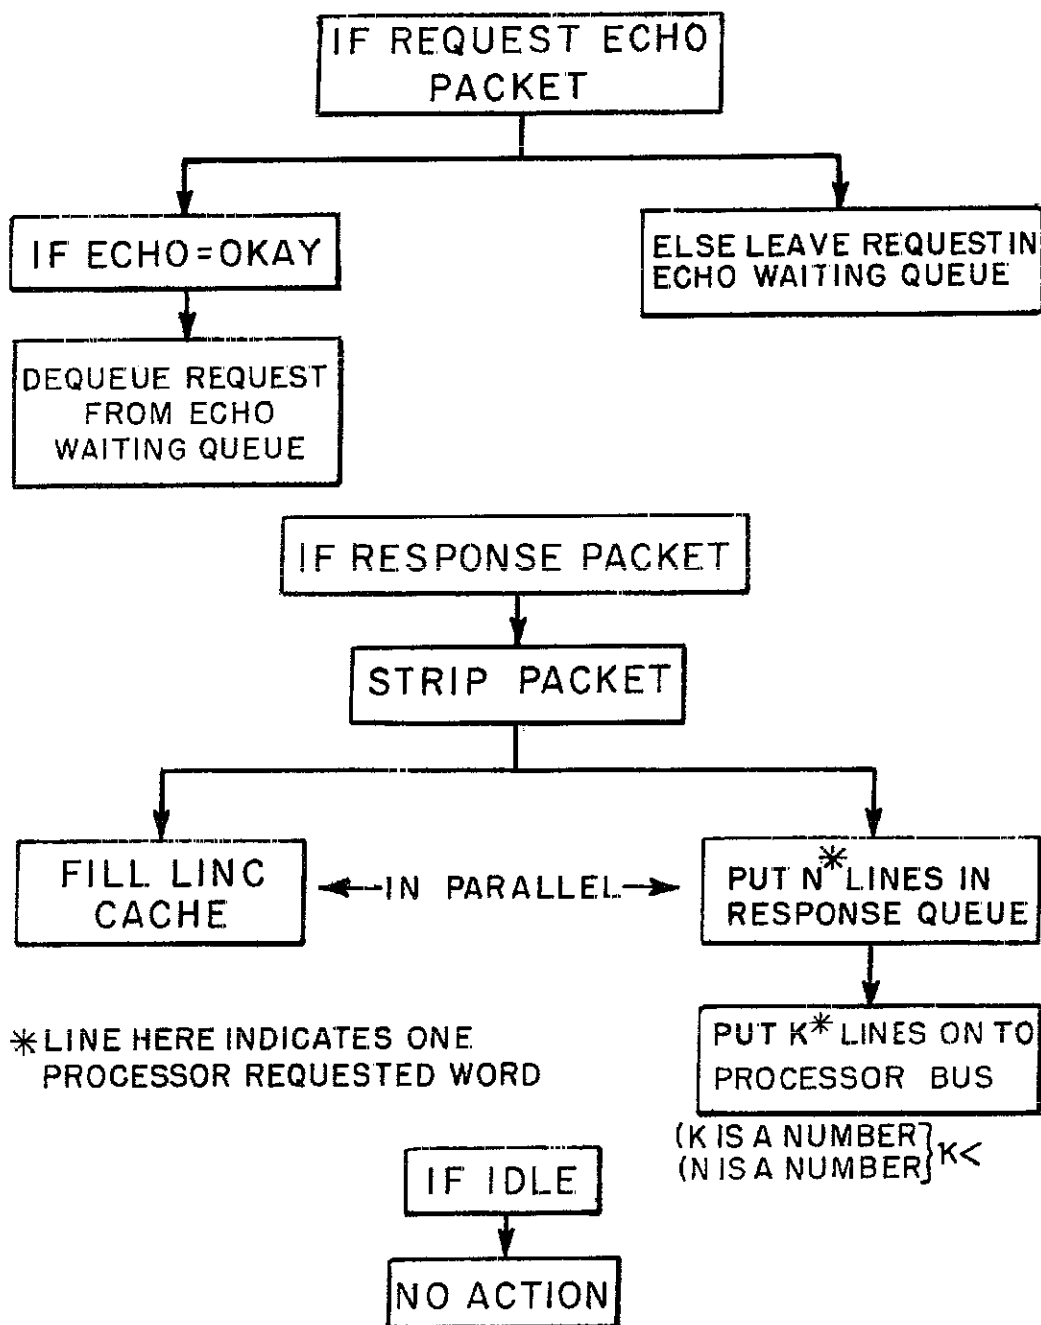 IF REQUEST ECHO
PACKET
IF ECHO=OKAY
ELSE LEAVE REQUEST IN
ECHO WAITING QUEUE
DEQUEUE REQUEST
FROM ECHO
WAITING QUEUE
IF RESPONSE PACKET
STRIP PACKET
FILL LINC
CACHE
IN PARALLEL
PUT N* LINES IN
RESPONSE QUEUE
* LINE HERE INDICATES ONE
PROCESSOR REQUESTED WORD
PUT K* LINES ON TO
PROCESSOR BUS
(K IS A NUMBER}
(N IS A NUMBER} K<
IF IDLE
NO ACTION